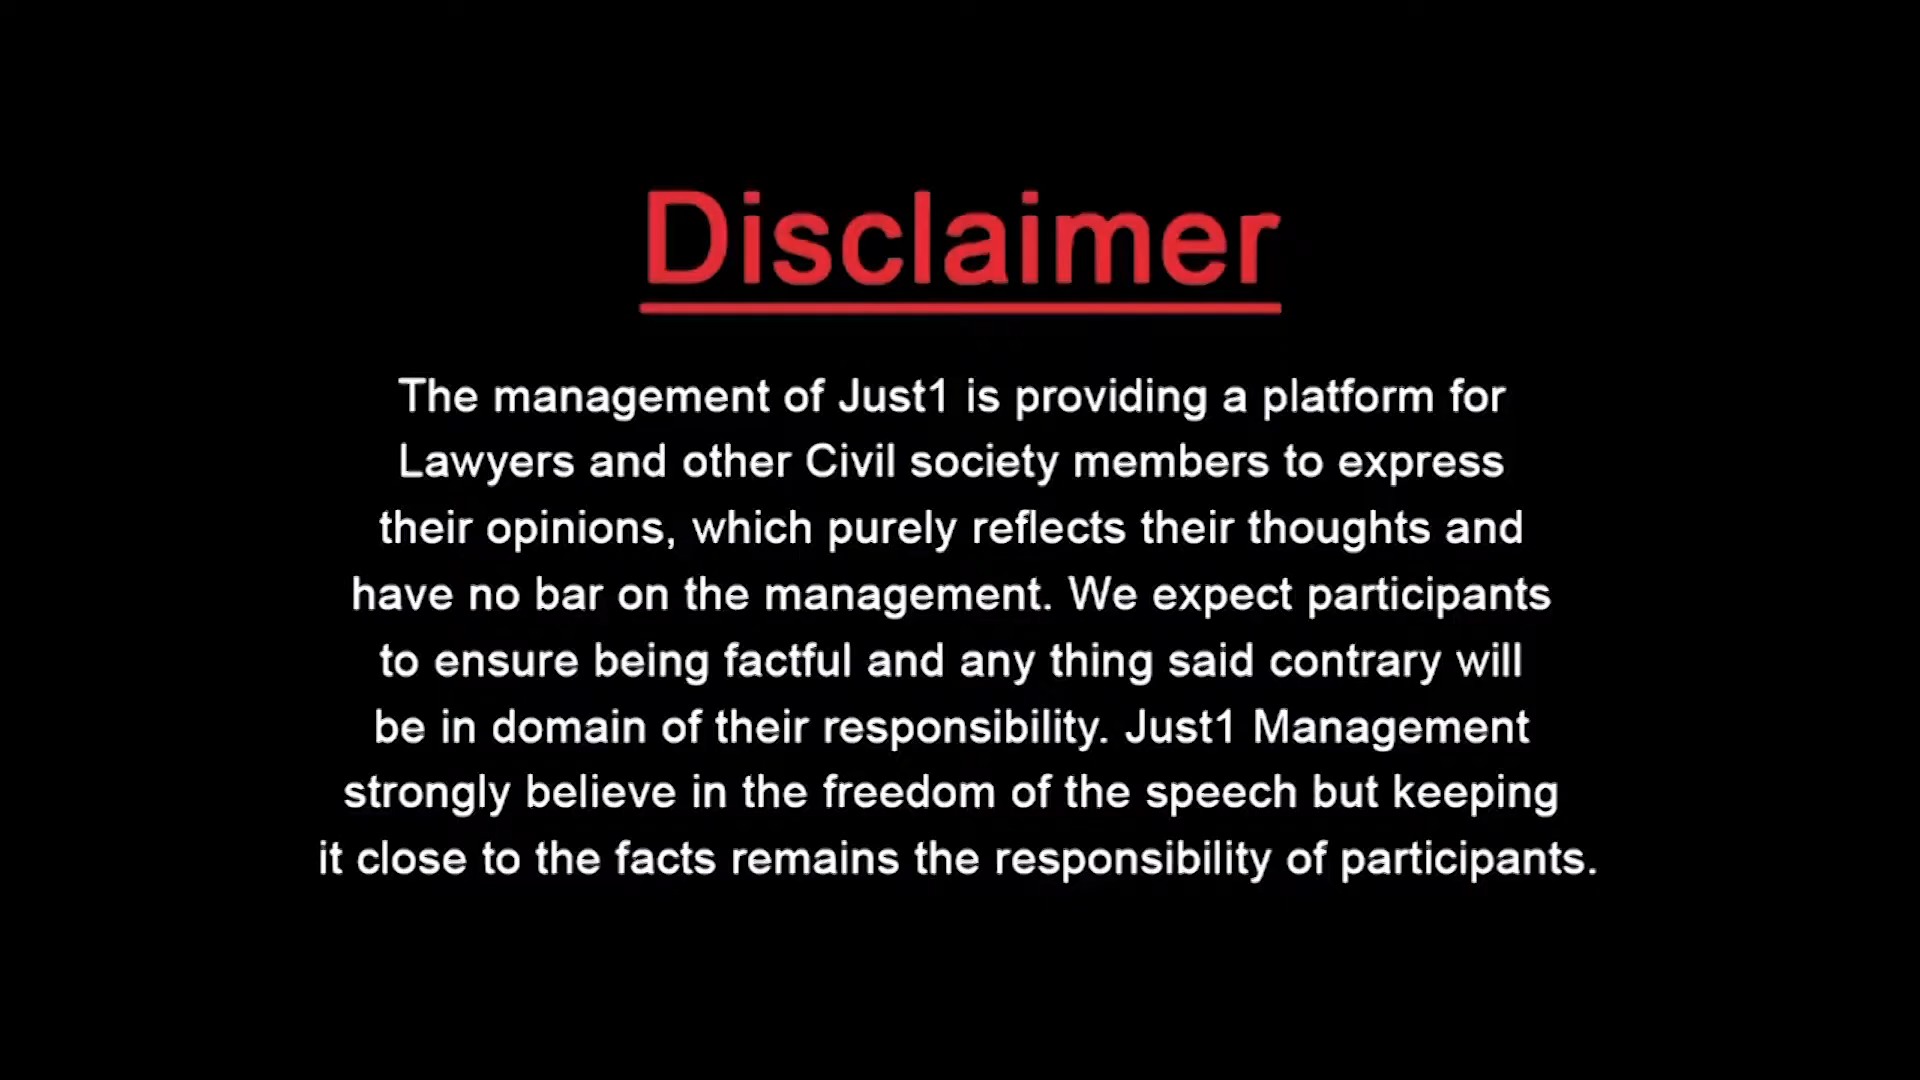 Disclaimer
The management of Just1 is providing a platform for
Lawyers and other Civil society members to express
their opinions, which purely reflects their thoughts and
have no bar on the management. We expect participants
to ensure being factful and any thing said contrary will
be in domain of their responsibility. Just1 Management
strongly believe in the freedom of the speech but keeping
it close to the facts remains the responsibility of participants.